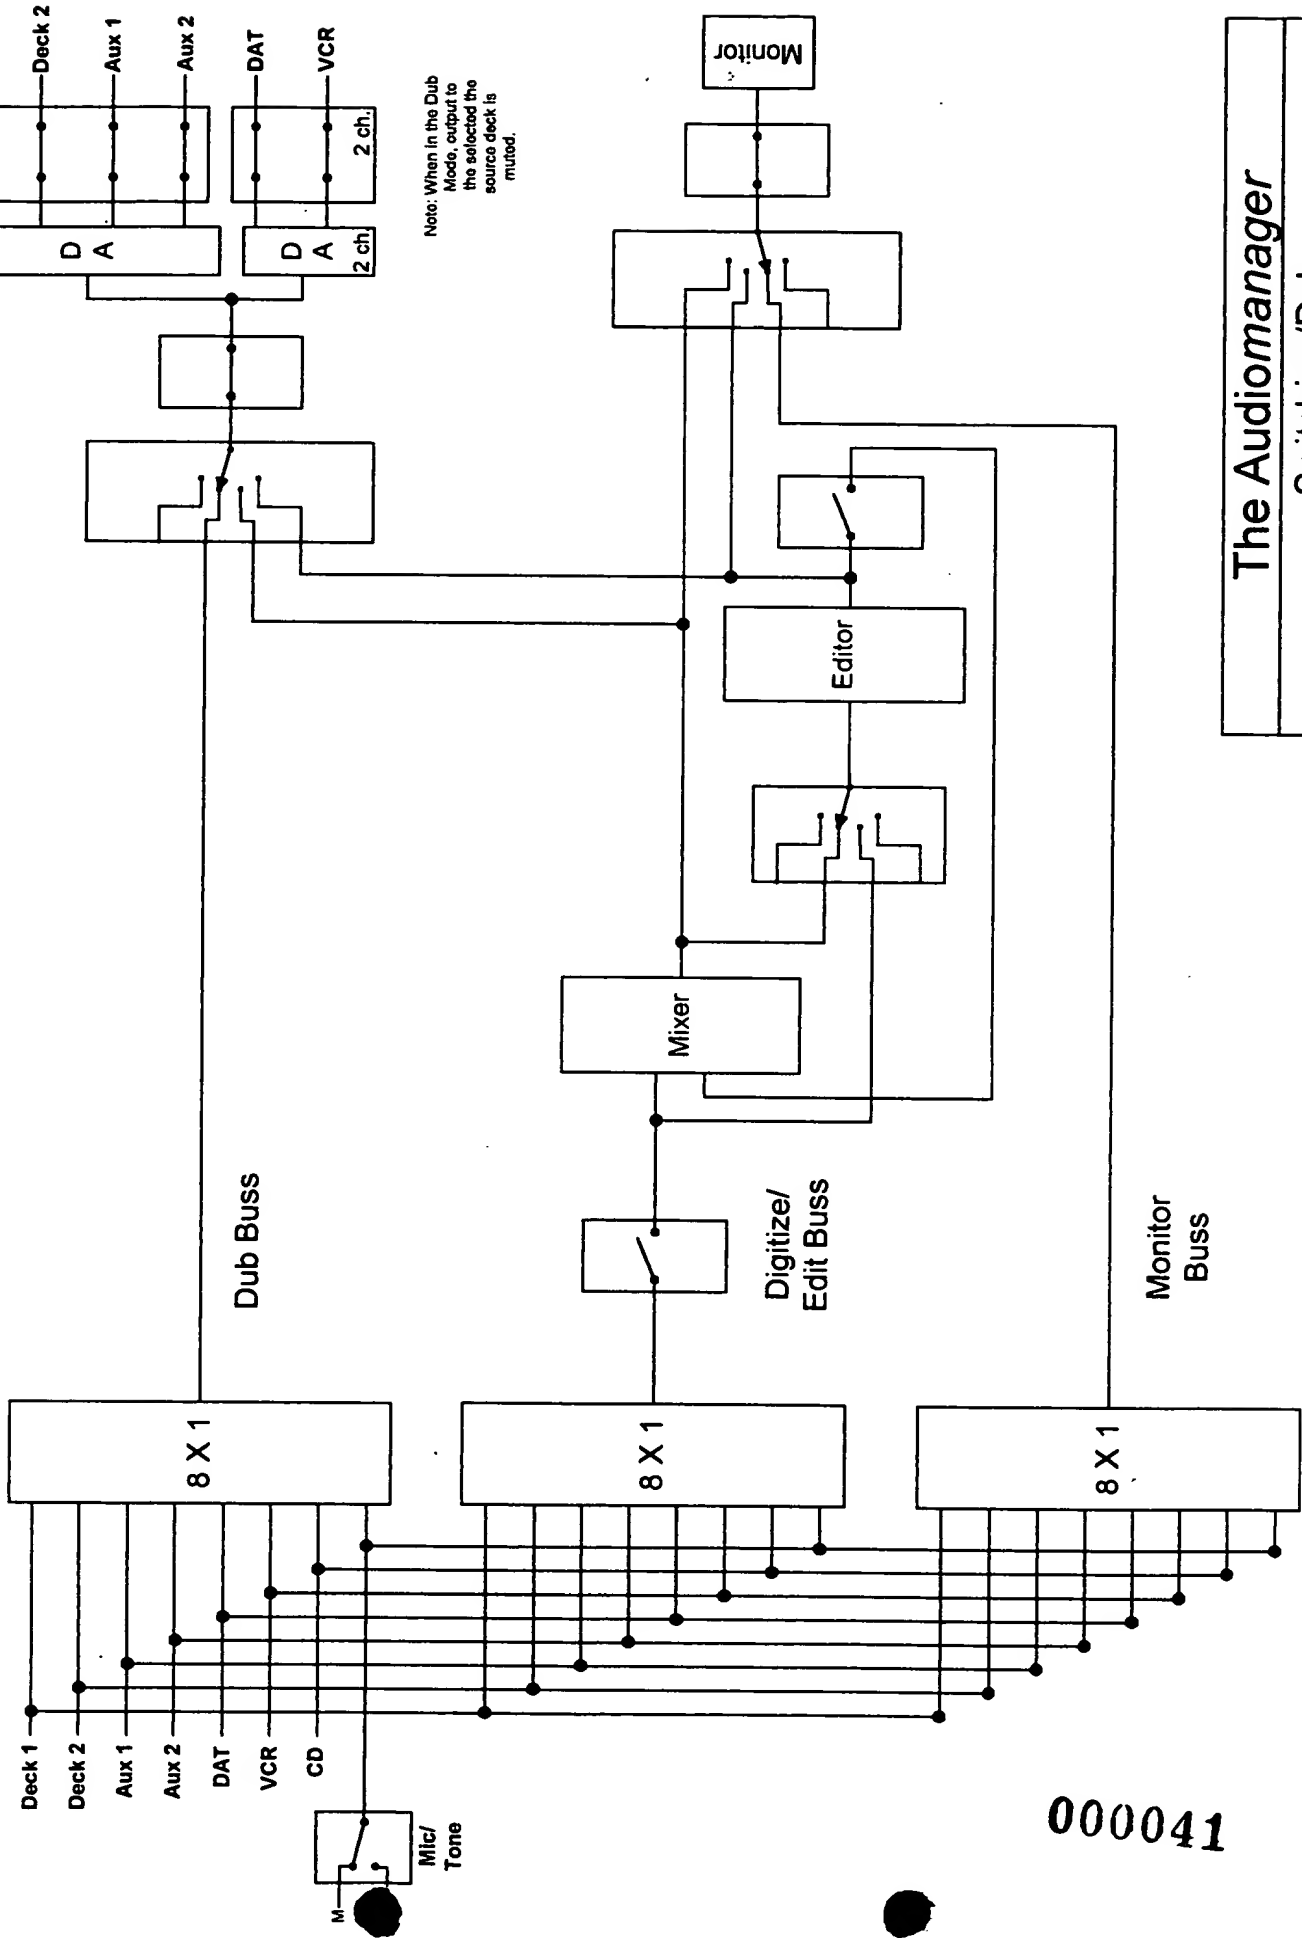 Deck 1
Deck 2
Aux 1
Aux 2
DAT
VCR
CD
M
Mic/
Tone
8 X 1
8 X 1
8 X 1
Dub Buss
Digitize/
Edit Buss
Monitor
Buss
Mixer
Editor
D
A
D
A
2 ch.
2 ch.
Deck 2
Aux 1
Aux 2
DAT
VCR
Note: When in the Dub
Mode, output to
the selected the
source deck is
muted.
Monitor
The Audiomanager
000041